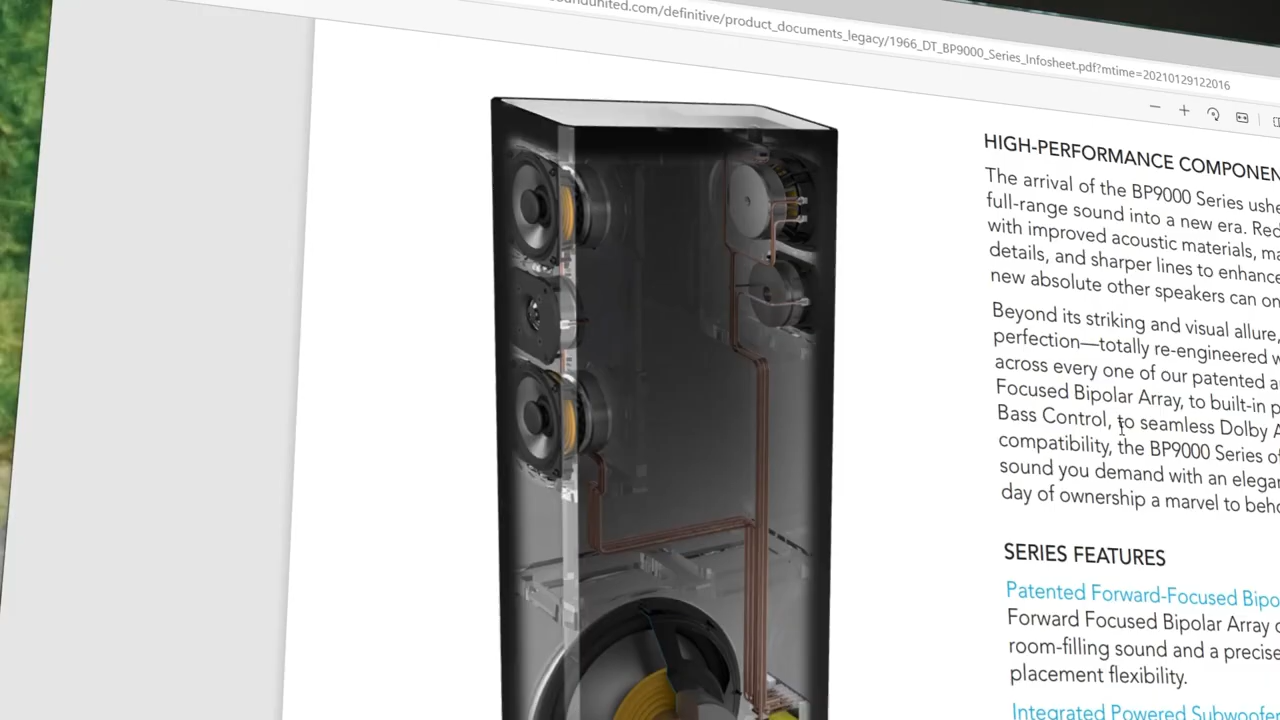 oundunited.com/definitive/product_documents_legacy/1966_DT_BP9000_Series_Infosheet.pdf?mtime=20210129122016
HIGH-PERFORMANCE COMPONEN
The arrival of the BP9000 Series ushe
full-range sound into a new era. Red
with improved acoustic materials, ma
details, and sharper lines to enhance
new absolute other speakers can on
Beyond its striking and visual allure,
perfection—totally re-engineered w
across every one of our patented a
Focused Bipolar Array, to built-in p
Bass Control, to seamless Dolby A
compatibility, the BP9000 Series of
sound you demand with an elegan
day of ownership a marvel to beho
SERIES FEATURES
Patented Forward-Focused Bipo
Forward Focused Bipolar Array c
room-filling sound and a precise
placement flexibility.
Integrated Powered Subwoofer